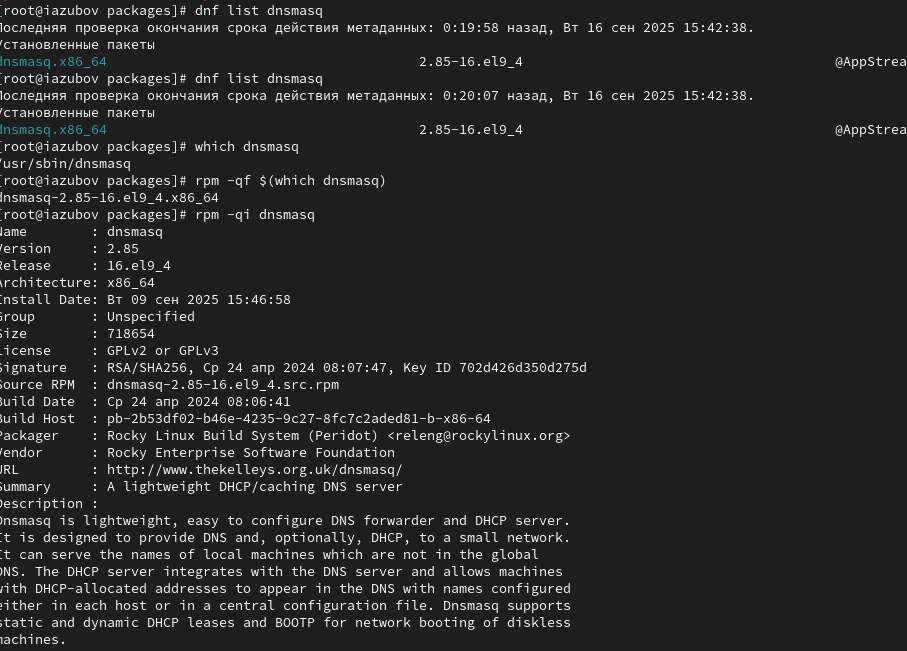 [root@iazubov packages]# dnf list dnsmasq
Последняя проверка окончания срока действия метаданных: 0:19:58 назад, Вт 16 сен 2025 15:42:38.
Установленные пакеты
dnsmasq.x86_64 2.85-16.el9_4 @AppStrea
[root@iazubov packages]# dnf list dnsmasq
Последняя проверка окончания срока действия метаданных: 0:20:07 назад, Вт 16 сен 2025 15:42:38.
Установленные пакеты
dnsmasq.x86_64 2.85-16.el9_4 @AppStrea
[root@iazubov packages]# which dnsmasq
/usr/sbin/dnsmasq
[root@iazubov packages]# rpm -qf $(which dnsmasq)
dnsmasq-2.85-16.el9_4.x86_64
[root@iazubov packages]# rpm -qi dnsmasq
Name : dnsmasq
Version : 2.85
Release : 16.el9_4
Architecture: x86_64
Install Date: Вт 09 сен 2025 15:46:58
Group : Unspecified
Size : 718654
License : GPLv2 or GPLv3
Signature : RSA/SHA256, Ср 24 апр 2024 08:07:47, Key ID 702d426d350d275d
Source RPM : dnsmasq-2.85-16.el9_4.src.rpm
Build Date : Ср 24 апр 2024 08:06:41
Build Host : pb-2b53df02-b46e-4235-9c27-8fc7c2aded81-b-x86-64
Packager : Rocky Linux Build System (Peridot) <releng@rockylinux.org>
Vendor : Rocky Enterprise Software Foundation
URL : http://www.thekelleys.org.uk/dnsmasq/
Summary : A lightweight DHCP/caching DNS server
Description :
Dnsmasq is lightweight, easy to configure DNS forwarder and DHCP server.
It is designed to provide DNS and, optionally, DHCP, to a small network.
It can serve the names of local machines which are not in the global
DNS. The DHCP server integrates with the DNS server and allows machines
with DHCP-allocated addresses to appear in the DNS with names configured
either in each host or in a central configuration file. Dnsmasq supports
static and dynamic DHCP leases and BOOTP for network booting of diskless
machines.